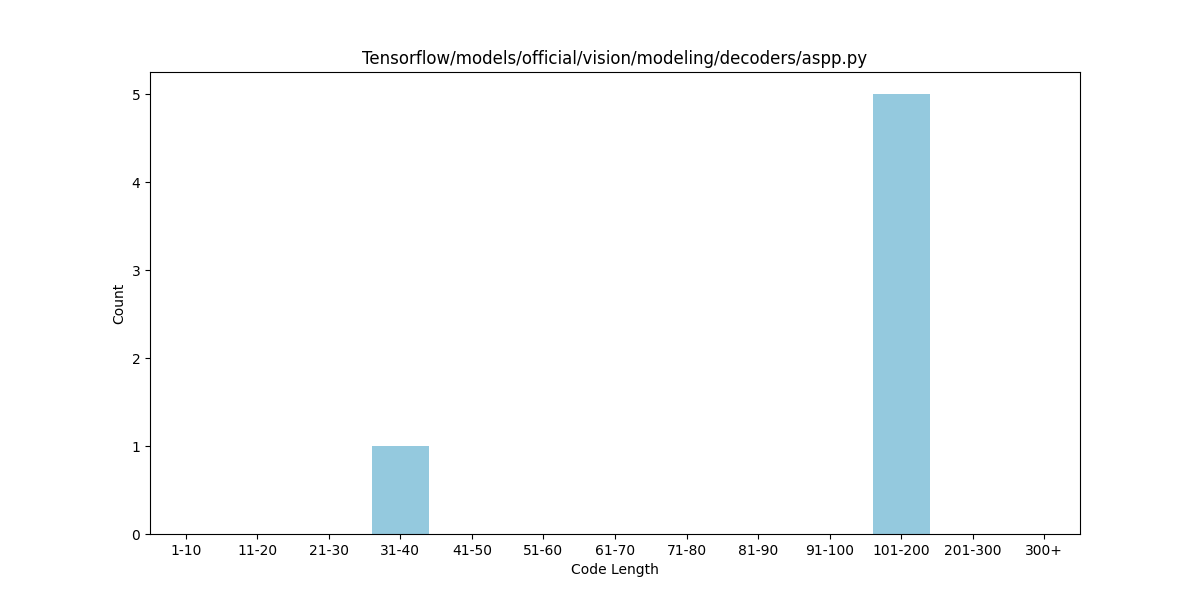 Tensorflow/models/official/vision/modeling/decoders/aspp.py
5
4
3
2
1
0
Count
1-10 11-20 21-30 31-40 41-50 51-60 61-70 71-80 81-90 91-100 101-200 201-300 300+
Code Length